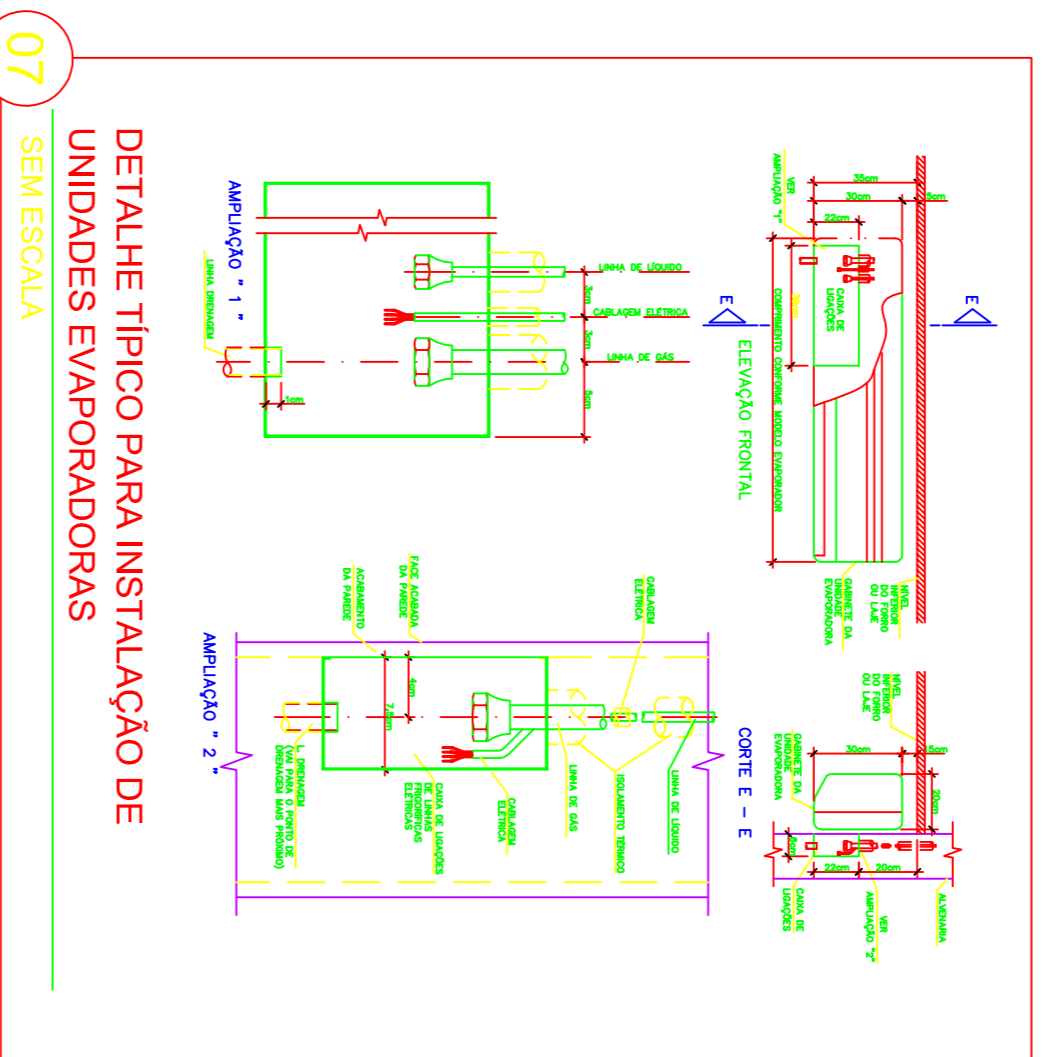 07
DETALHE TÍPICO PARA INSTALAÇÃO DE
UNIDADES EVAPORADORAS
SEM ESCALA
E
E
ELEVAÇÃO FRONTAL
VER
AMPLIAÇÃO "1"
35cm
30cm
5cm
22cm
CAIXA DE
LIGAÇÕES
COMPRIMENTO CONFORME MODELO EVAPORADOR
NÍVEL
INFERIOR
DO FORRO
OU LAJE
GABINETE DA
UNIDADE
EVAPORADORA
CORTE E - E
NÍVEL
INFERIOR
DO FORRO
OU LAJE
GABINETE DA
UNIDADE
EVAPORADORA
30cm
15cm
20cm
22cm
20cm
ALVENARIA
VER
AMPLIAÇÃO "2"
CAIXA DE
LIGAÇÕES
AMPLIAÇÃO " 1 "
LINHA DE LÍQUIDO
3cm
CABLAGEM ELÉTRICA
3cm
LINHA DE GÁS
5cm
1cm
LINHA DRENAGEM
AMPLIAÇÃO " 2 "
CABLAGEM
ELÉTRICA
FACE ACABADA
DA PAREDE
ACABAMENTO
DA PAREDE
4cm
LINHA DE LÍQUIDO
ISOLAMENTO TÉRMICO
LINHA DE GÁS
CABLAGEM
ELÉTRICA
CAIXA DE LIGAÇÕES
DE LINHAS
FRIGORÍFICAS
ELÉTRICAS
L. DRENAGEM
(VAI PARA O PONTO DE
DRENAGEM MAIS PRÓXIMO)